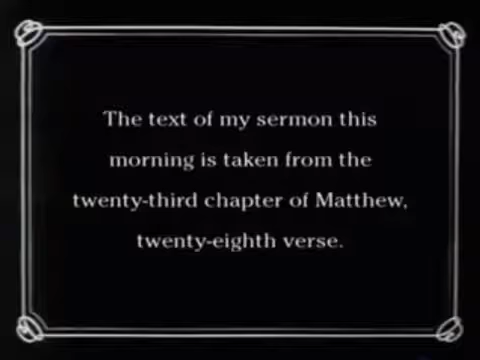 The text of my sermon this
morning is taken from the
twenty-third chapter of Matthew,
twenty-eighth verse.